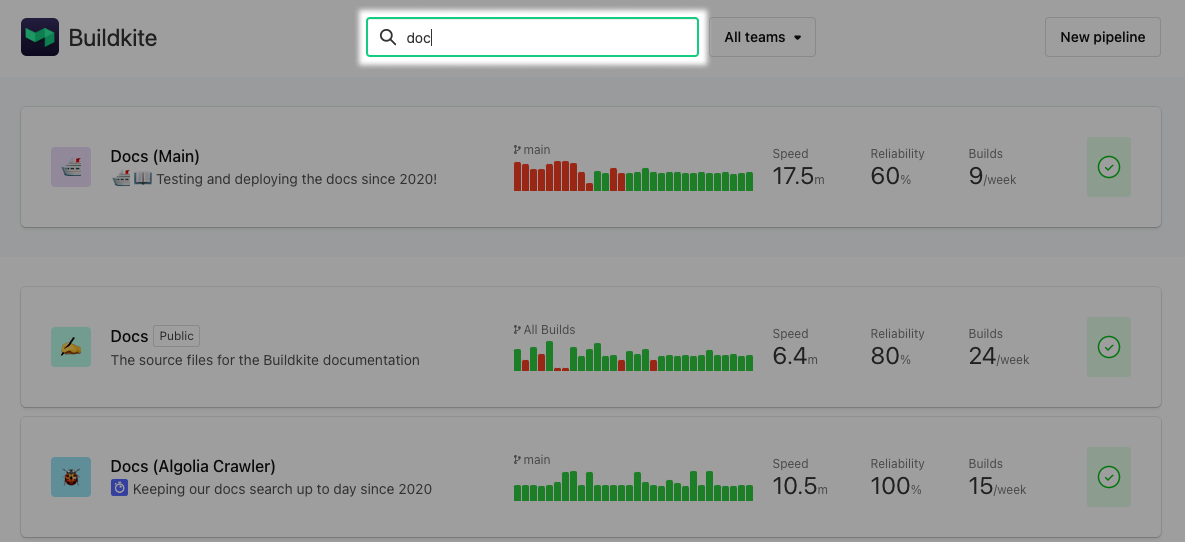 Buildkite
doc
All teams
New pipeline
Docs (Main)
Testing and deploying the docs since 2020!
main
Speed
17.5m
Reliability
60%
Builds
9/week
Docs Public
The source files for the Buildkite documentation
All Builds
Speed
6.4m
Reliability
80%
Builds
24/week
Docs (Algolia Crawler)
Keeping our docs search up to day since 2020
main
Speed
10.5m
Reliability
100%
Builds
15/week